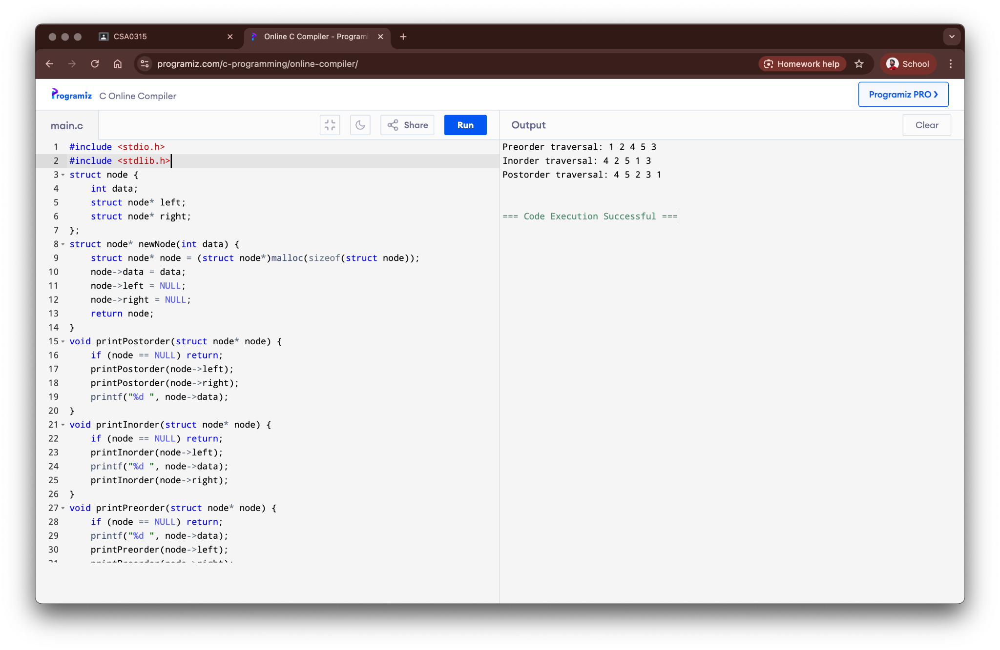 CSA0315
Online C Compiler - Programi
programiz.com/c-programming/online-compiler/
Homework help
School
Programiz
C Online Compiler
Programiz PRO ›
main.c
Share
Run
Output
Clear
1 #include <stdio.h>
2 #include <stdlib.h>
3 struct node {
4     int data;
5     struct node* left;
6     struct node* right;
7 };
8 struct node* newNode(int data) {
9     struct node* node = (struct node*)malloc(sizeof(struct node));
10     node->data = data;
11     node->left = NULL;
12     node->right = NULL;
13     return node;
14 }
15 void printPostorder(struct node* node) {
16     if (node == NULL) return;
17     printPostorder(node->left);
18     printPostorder(node->right);
19     printf("%d ", node->data);
20 }
21 void printInorder(struct node* node) {
22     if (node == NULL) return;
23     printInorder(node->left);
24     printf("%d ", node->data);
25     printInorder(node->right);
26 }
27 void printPreorder(struct node* node) {
28     if (node == NULL) return;
29     printf("%d ", node->data);
30     printPreorder(node->left);
31     printPreorder(node->right);
Preorder traversal: 1 2 4 5 3
Inorder traversal: 4 2 5 1 3
Postorder traversal: 4 5 2 3 1
=== Code Execution Successful ===